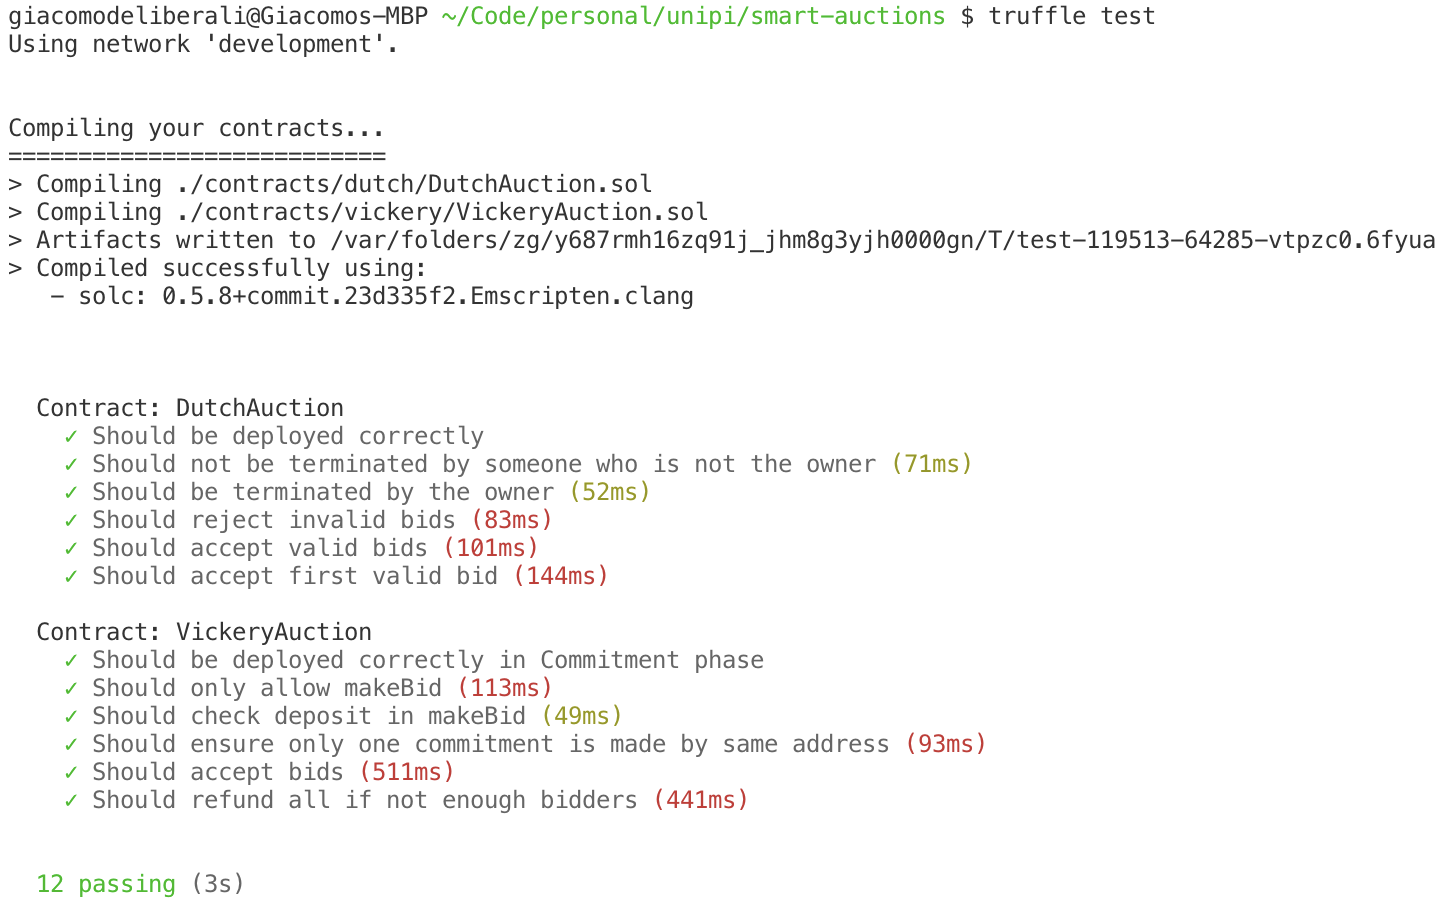 giacomodeliberali@Giacomos-MBP ~/Code/personal/unipi/smart-auctions $ truffle test
Using network 'development'.
Compiling your contracts...
===========================
> Compiling ./contracts/dutch/DutchAuction.sol
> Compiling ./contracts/vickery/VickeryAuction.sol
> Artifacts written to /var/folders/zg/y687rmh16zq91j_jhm8g3yjh0000gn/T/test-119513-64285-vtpzc0.6fyua
> Compiled successfully using:
- solc: 0.5.8+commit.23d335f2.Emscripten.clang
Contract: DutchAuction
✓ Should be deployed correctly
✓ Should not be terminated by someone who is not the owner (71ms)
✓ Should be terminated by the owner (52ms)
✓ Should reject invalid bids (83ms)
✓ Should accept valid bids (101ms)
✓ Should accept first valid bid (144ms)
Contract: VickeryAuction
✓ Should be deployed correctly in Commitment phase
✓ Should only allow makeBid (113ms)
✓ Should check deposit in makeBid (49ms)
✓ Should ensure only one commitment is made by same address (93ms)
✓ Should accept bids (511ms)
✓ Should refund all if not enough bidders (441ms)
12 passing (3s)